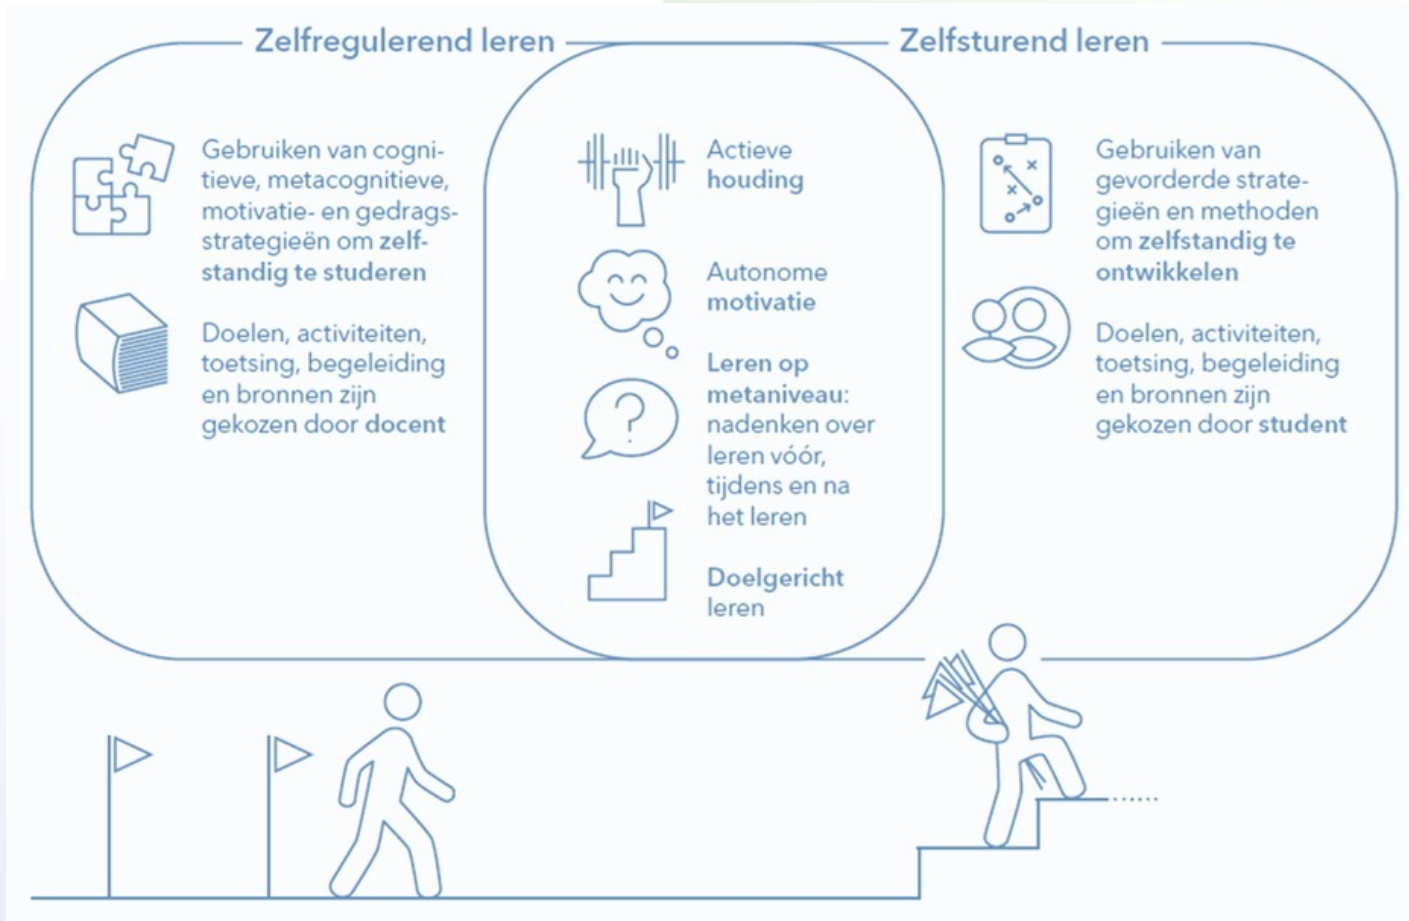 Zelfregulerend leren
Gebruiken van cogni-
tieve, metacognitieve,
motivatie- en gedrags-
strategieën om zelf-
standig te studeren
Doelen, activiteiten,
toetsing, begeleiding
en bronnen zijn
gekozen door docent
Actieve
houding
Autonome
motivatie
Leren op
metaniveau:
nadenken over
leren vóór,
tijdens en na
het leren
Doelgericht
leren
Zelfsturend leren
Gebruiken van
gevorderde strate-
gieën en methoden
om zelfstandig te
ontwikkelen
Doelen, activiteiten,
toetsing, begeleiding
en bronnen zijn
gekozen door student